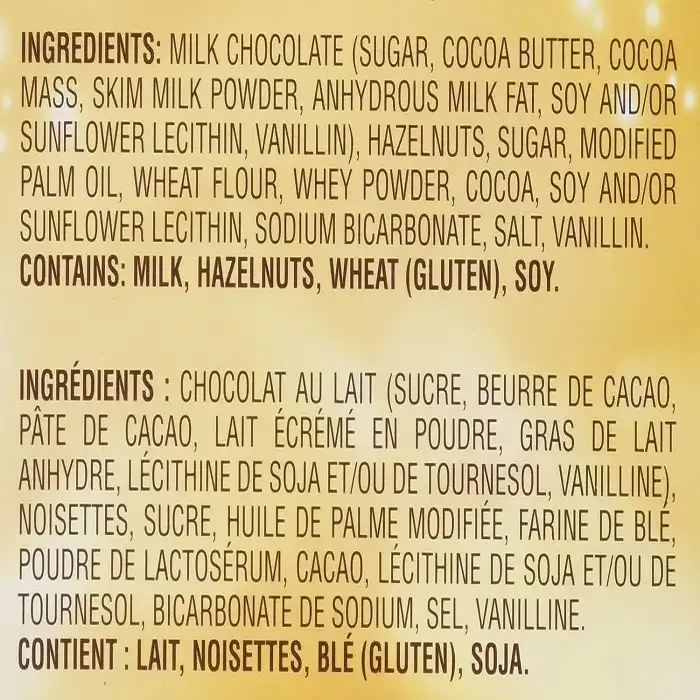 INGREDIENTS: MILK CHOCOLATE (SUGAR, COCOA BUTTER, COCOA
MASS, SKIM MILK POWDER, ANHYDROUS MILK FAT, SOY AND/OR
SUNFLOWER LECITHIN, VANILLIN), HAZELNUTS, SUGAR, MODIFIED
PALM OIL, WHEAT FLOUR, WHEY POWDER, COCOA, SOY AND/OR
SUNFLOWER LECITHIN, SODIUM BICARBONATE, SALT, VANILLIN.
CONTAINS: MILK, HAZELNUTS, WHEAT (GLUTEN), SOY.
INGRÉDIENTS : CHOCOLAT AU LAIT (SUCRE, BEURRE DE CACAO,
PÂTE DE CACAO, LAIT ÉCRÉMÉ EN POUDRE, GRAS DE LAIT
ANHYDRE, LÉCITHINE DE SOJA ET/OU DE TOURNESOL, VANILLINE),
NOISETTES, SUCRE, HUILE DE PALME MODIFIÉE, FARINE DE BLÉ,
POUDRE DE LACTOSÉRUM, CACAO, LÉCITHINE DE SOJA ET/OU DE
TOURNESOL, BICARBONATE DE SODIUM, SEL, VANILLINE.
CONTIENT : LAIT, NOISETTES, BLÉ (GLUTEN), SOJA.